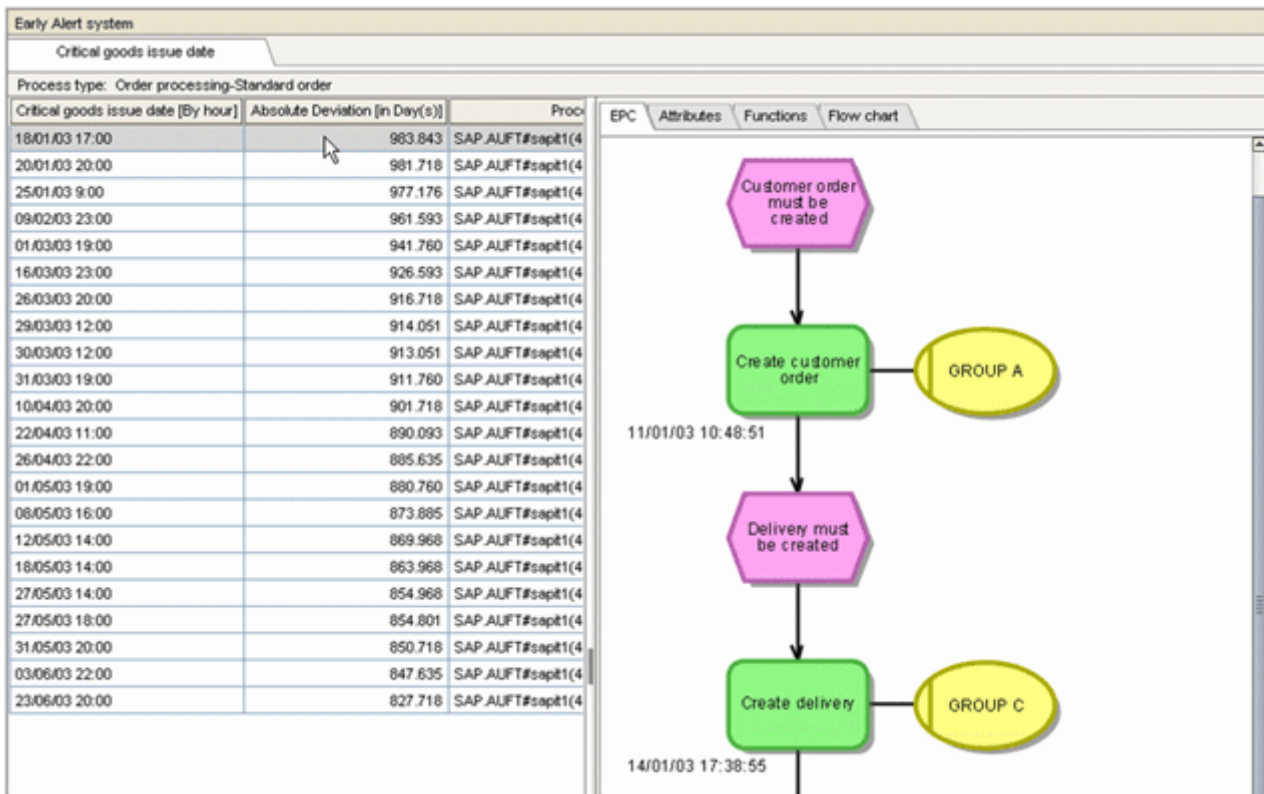 Early Alert system
Critical goods issue date
Process type: Order processing-Standard order
Critical goods issue date [By hour] Absolute Deviation [in Day(s)] Proc
18/01/03 17:00 983.843 SAP.AUFT#sapit1(4
20/01/03 20:00 981.718 SAP.AUFT#sapit1(4
25/01/03 9:00 977.176 SAP.AUFT#sapit1(4
09/02/03 23:00 961.593 SAP.AUFT#sapit1(4
01/03/03 19:00 941.760 SAP.AUFT#sapit1(4
16/03/03 23:00 926.593 SAP.AUFT#sapit1(4
26/03/03 20:00 916.718 SAP.AUFT#sapit1(4
29/03/03 12:00 914.051 SAP.AUFT#sapit1(4
30/03/03 12:00 913.051 SAP.AUFT#sapit1(4
31/03/03 19:00 911.760 SAP.AUFT#sapit1(4
10/04/03 20:00 901.718 SAP.AUFT#sapit1(4
22/04/03 11:00 890.093 SAP.AUFT#sapit1(4
26/04/03 22:00 885.635 SAP.AUFT#sapit1(4
01/05/03 19:00 880.760 SAP.AUFT#sapit1(4
08/05/03 16:00 873.885 SAP.AUFT#sapit1(4
12/05/03 14:00 869.968 SAP.AUFT#sapit1(4
18/05/03 14:00 863.968 SAP.AUFT#sapit1(4
27/05/03 14:00 854.968 SAP.AUFT#sapit1(4
27/05/03 18:00 854.801 SAP.AUFT#sapit1(4
31/05/03 20:00 850.718 SAP.AUFT#sapit1(4
03/06/03 22:00 847.635 SAP.AUFT#sapit1(4
23/06/03 20:00 827.718 SAP.AUFT#sapit1(4
EPC Attributes Functions Flow chart
Customer order
must be
created
Create customer
order
GROUP A
11/01/03 10:48:51
Delivery must
be created
Create delivery
GROUP C
14/01/03 17:38:55